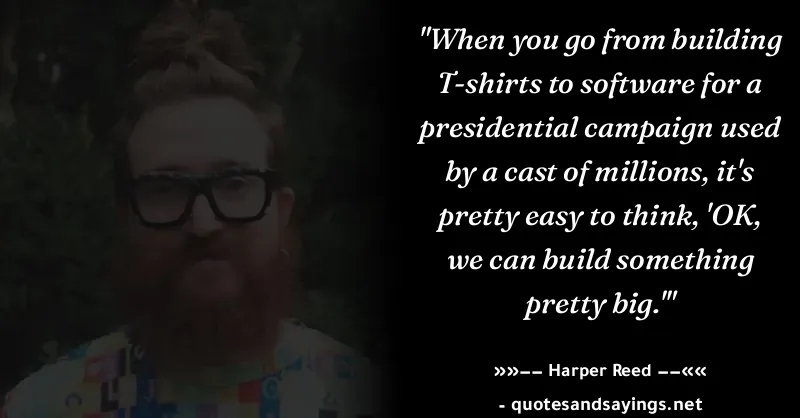 "When you go from building
T-shirts to software for a
presidential campaign used
by a cast of millions, it's
pretty easy to think, 'OK,
we can build something
pretty big.'"
»»−− Harper Reed −−««
- quotesandsayings.net